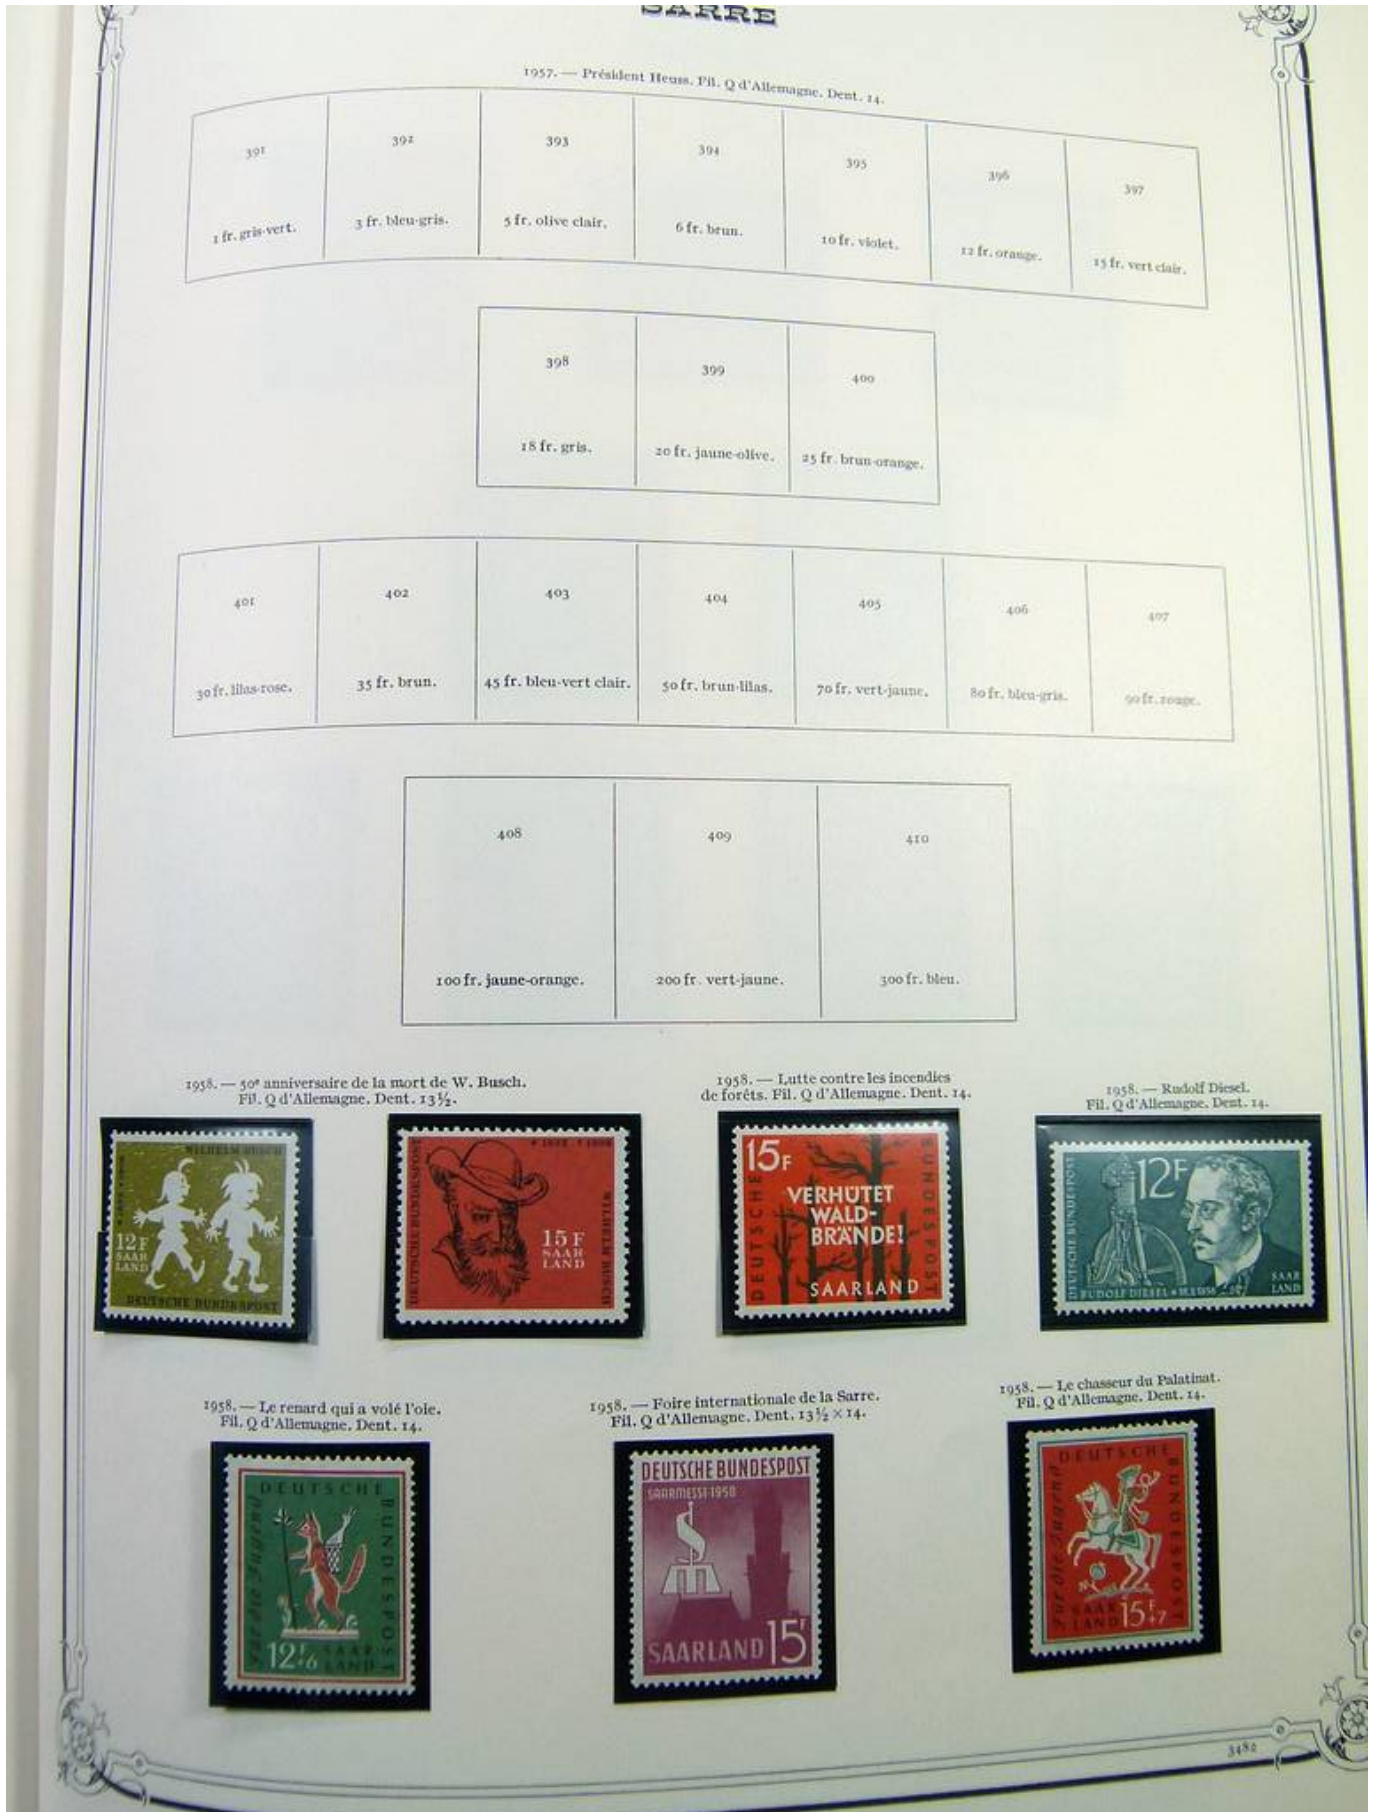 SARRE
1957. — Président Heuss. Fil. Q d'Allemagne. Dent. 14.
391
392
393
394
395
396
397
1 fr. gris-vert.
3 fr. bleu-gris.
5 fr. olive clair.
6 fr. brun.
10 fr. violet.
12 fr. orange.
15 fr. vert clair.
398
399
400
18 fr. gris.
20 fr. jaune-olive.
25 fr. brun-orange.
401
402
403
404
405
406
407
30 fr. lilas-rose.
35 fr. brun.
45 fr. bleu-vert clair.
50 fr. brun-lilas.
70 fr. vert-jaune.
80 fr. bleu-gris.
90 fr. rouge.
408
409
410
100 fr. jaune-orange.
200 fr. vert-jaune.
300 fr. bleu.
1958. — 50e anniversaire de la mort de W. Busch.
Fil. Q d'Allemagne. Dent. 13½.
1958. — Lutte contre les incendies
de forêts. Fil. Q d'Allemagne. Dent. 14.
1958. — Rudolf Diesel.
Fil. Q d'Allemagne. Dent. 14.
WILHELM BUSCH
12F
SAAR
LAND
DEUTSCHE BUNDESPOST
DEUTSCHE BUNDESPOST
WILHELM BUSCH
15F
SAAR
LAND
15F
DEUTSCHE
BUNDESPOST
VERHÜTET
WALD-
BRÄNDE!
SAARLAND
DEUTSCHE BUNDESPOST
12F
RUDOLF DIESEL
SAAR
LAND
1958. — Le renard qui a volé l'oie.
Fil. Q d'Allemagne. Dent. 14.
1958. — Foire internationale de la Sarre.
Fil. Q d'Allemagne. Dent. 13½ × 14.
1958. — Le chasseur du Palatinat.
Fil. Q d'Allemagne. Dent. 14.
DEUTSCHE
BUNDESPOST
Für die Jugend
12F+6
SAAR
LAND
DEUTSCHE BUNDESPOST
SAARMESSE 1958
SAARLAND 15F
DEUTSCHE
BUNDESPOST
Für die Jugend
SAAR
LAND
15F+7